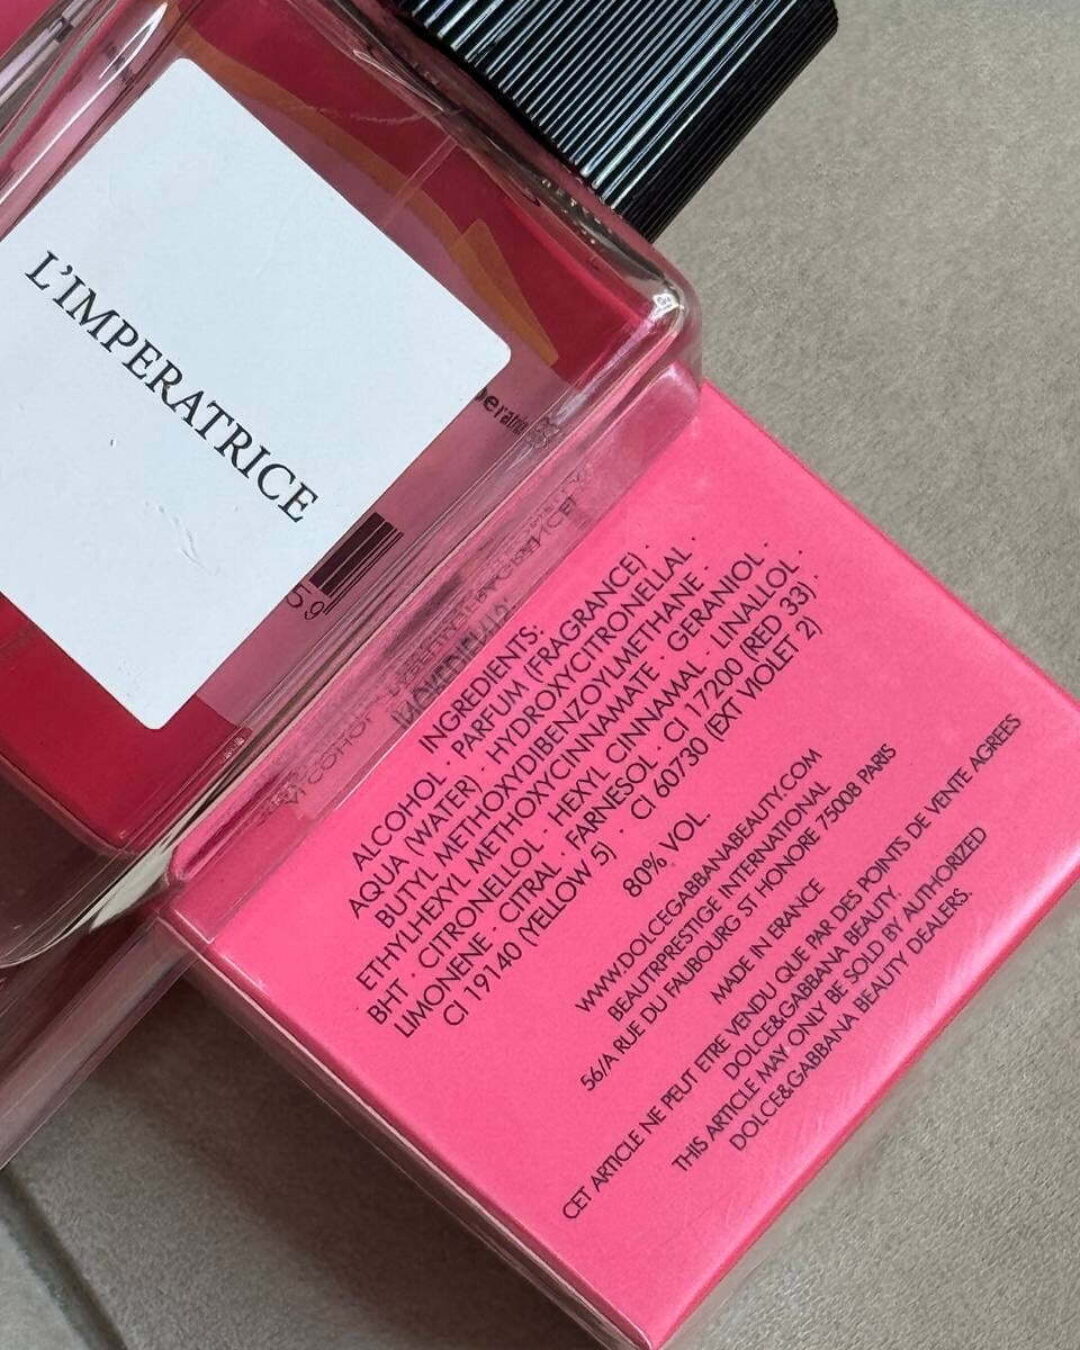 L'IMPERATRICE
59
INGREDIENTS:
ALCOHOL · PARFUM (FRAGRANCE) ·
AQUA (WATER) · HYDROXYCITRONELLAL ·
BUTYL METHOXYDIBENZOYLMETHANE ·
ETHYLHEXYL METHOXYCINNAMATE · GERANIOL ·
BHT · CITRONELLOL · HEXYL CINNAMAL · LINALLOL ·
LIMONENE · CITRAL · FARNESOL · CI 17200 (RED 33) ·
CI 19140 (YELLOW 5) · CI 60730 (EXT VIOLET 2)
80% VOL.
WWW.DOLCEGABBANABEAUTY.COM
BEAUTRPRESTIGE INTERNATIONAL
56/A RUE DU FAUBOURG ST HONORE 75008 PARIS
MADE IN ERANCE
CET ARTICLE NE PEUT ETRE VENDU QUE PAR DES POINTS DE VENTE AGREES
DOLCE&GABBANA BEAUTY.
THIS ARTICLE MAY ONLY BE SOLD BY AUTHORIZED
DOLCE&GABBANA BEAUTY DEALERS.